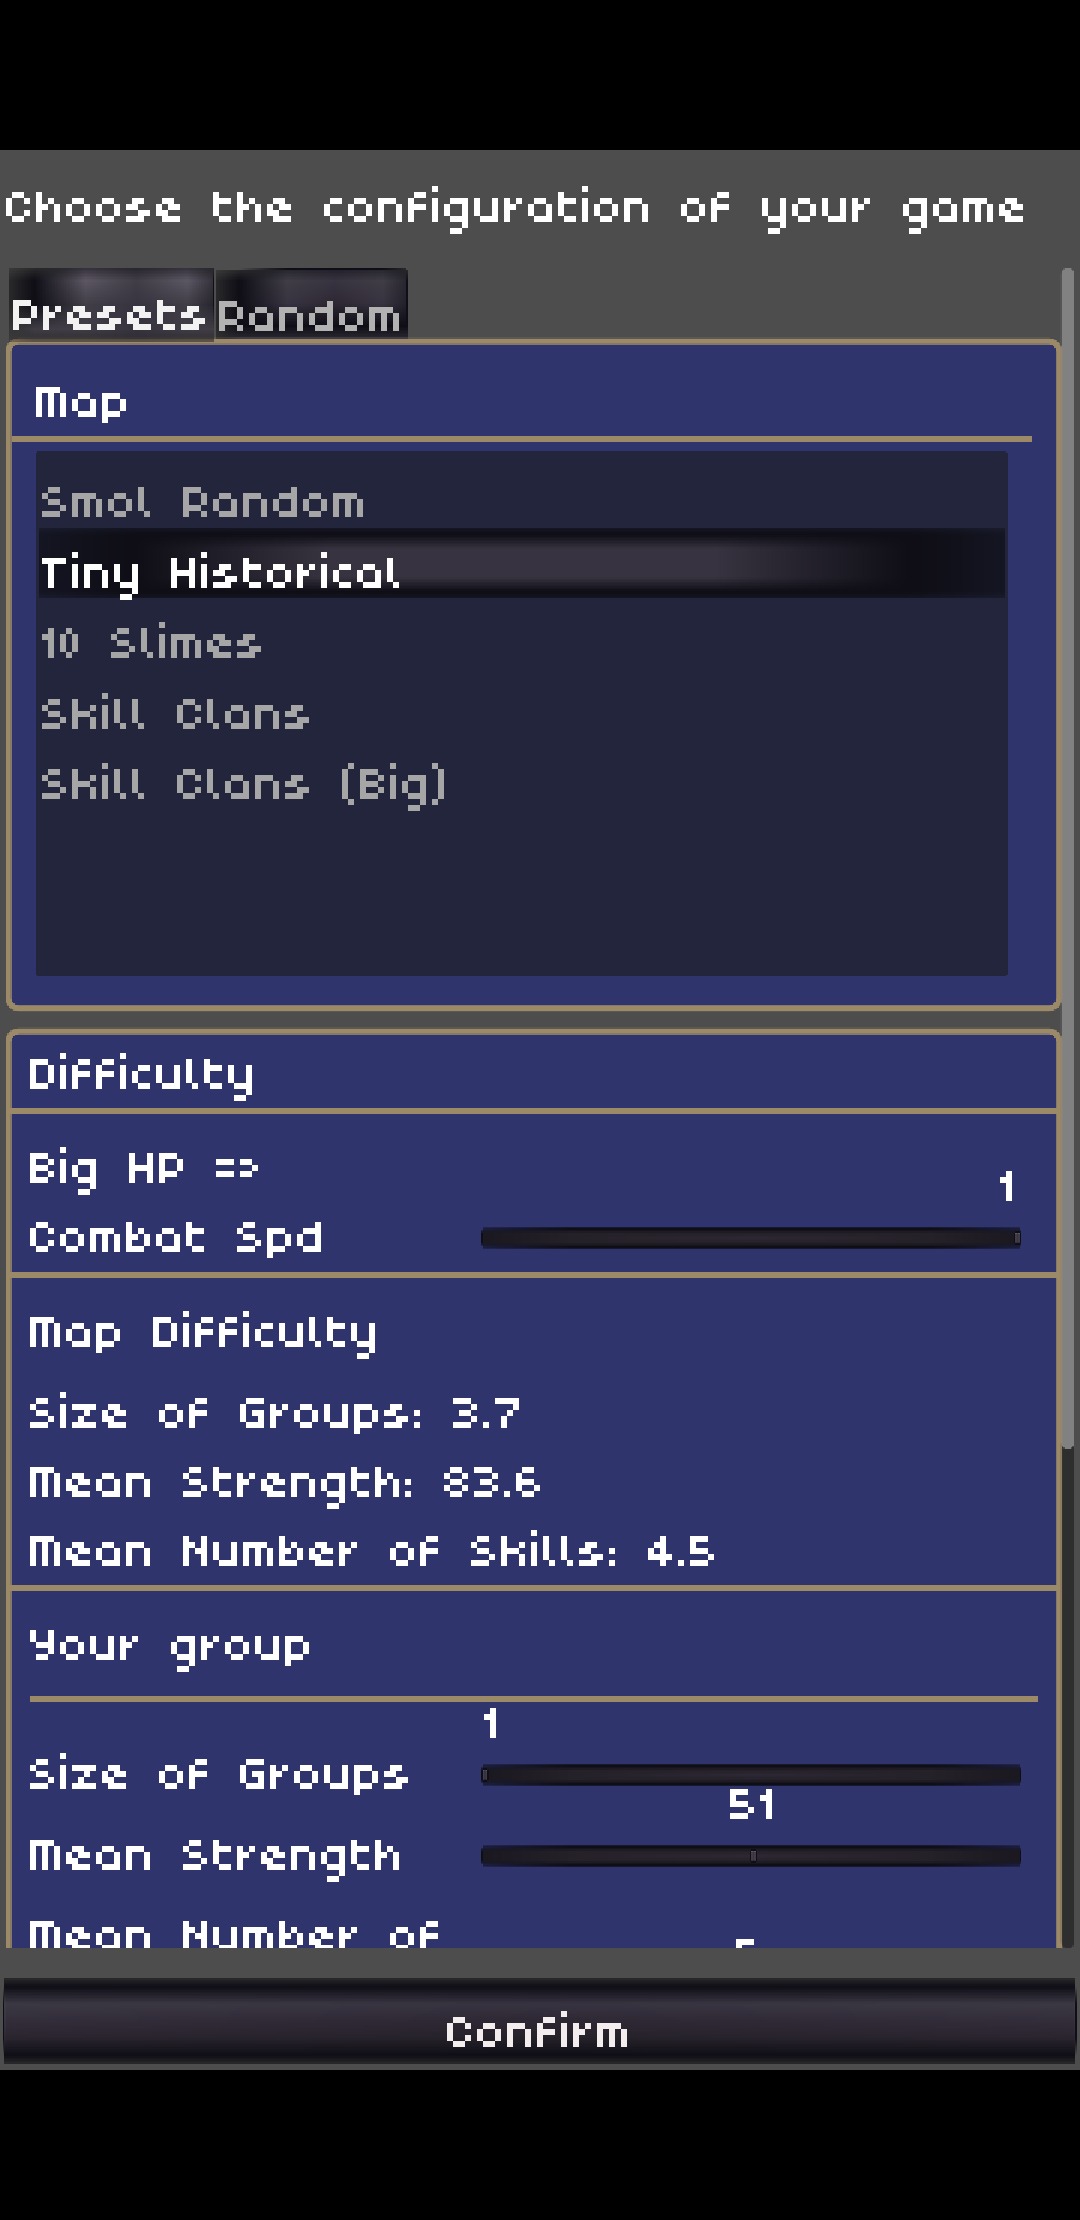 Choose the configuration of your game
Presets Random
Map
Smol Random
Tiny Historical
10 Slimes
Skill Clans
Skill Clans (Big)
Difficulty
Big HP =>
1
Combat Spd
Map Difficulty
Size of Groups: 3.7
Mean Strength: 83.6
Mean Number of Skills: 4.5
Your group
1
Size of Groups
51
Mean Strength
Mean Number of
Confirm